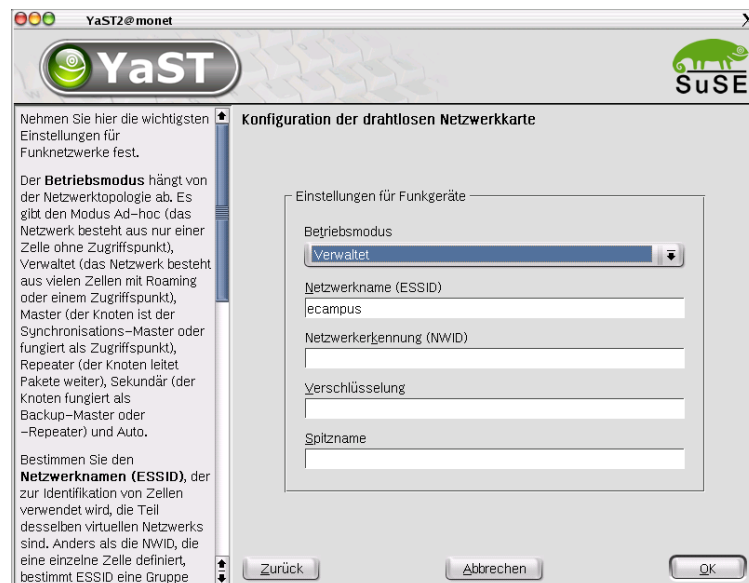 YaST2@monet
X
YaST
SuSE
Nehmen Sie hier die wichtigsten
Einstellungen für
Funknetzwerke fest.
Der Betriebsmodus hängt von
der Netzwerktopologie ab. Es
gibt den Modus Ad-hoc (das
Netzwerk besteht aus nur einer
Zelle ohne Zugriffspunkt),
Verwaltet (das Netzwerk besteht
aus vielen Zellen mit Roaming
oder einem Zugriffspunkt),
Master (der Knoten ist der
Synchronisations-Master oder
fungiert als Zugriffspunkt),
Repeater (der Knoten leitet
Pakete weiter), Sekundär (der
Knoten fungiert als
Backup-Master oder
-Repeater) und Auto.
Bestimmen Sie den
Netzwerknamen (ESSID), der
zur Identifikation von Zellen
verwendet wird, die Teil
desselben virtuellen Netzwerks
sind. Anders als die NWID, die
eine einzelne Zelle definiert,
bestimmt ESSID eine Gruppe
Konfiguration der drahtlosen Netzwerkkarte
Einstellungen für Funkgeräte
Betriebsmodus
Verwaltet
Netzwerkname (ESSID)
ecampus
Netzwerkerkennung (NWID)
Verschlüsselung
Spitzname
Zurück
Abbrechen
OK